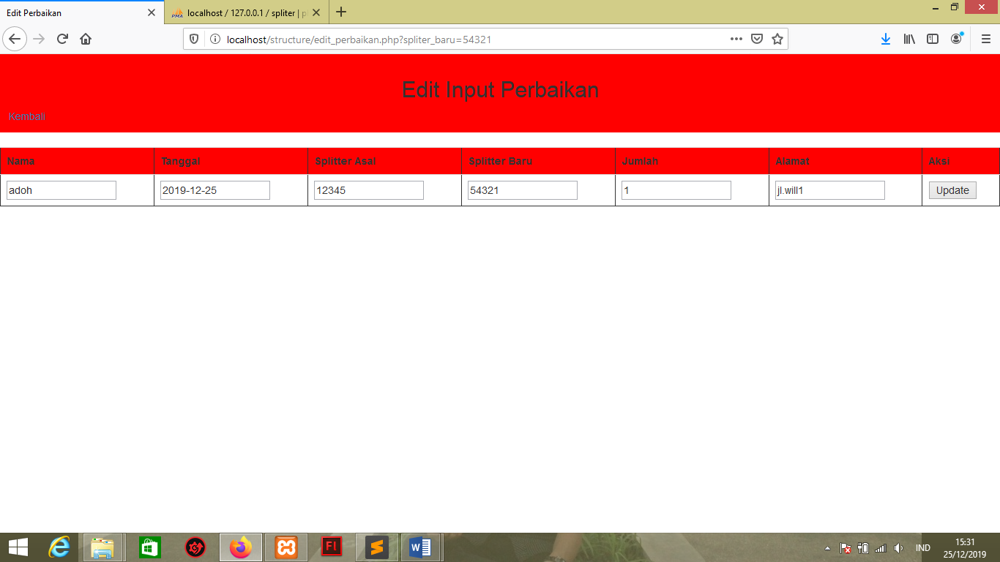 Edit Perbaikan
localhost / 127.0.0.1 / spliter | p
localhost/structure/edit_perbaikan.php?spliter_baru=54321
Edit Input Perbaikan
Kembali
Nama Tanggal Splitter Asal Splitter Baru Jumlah Alamat Aksi
adoh 2019-12-25 12345 54321 1 jl.will1 Update
IND 15:31
25/12/2019